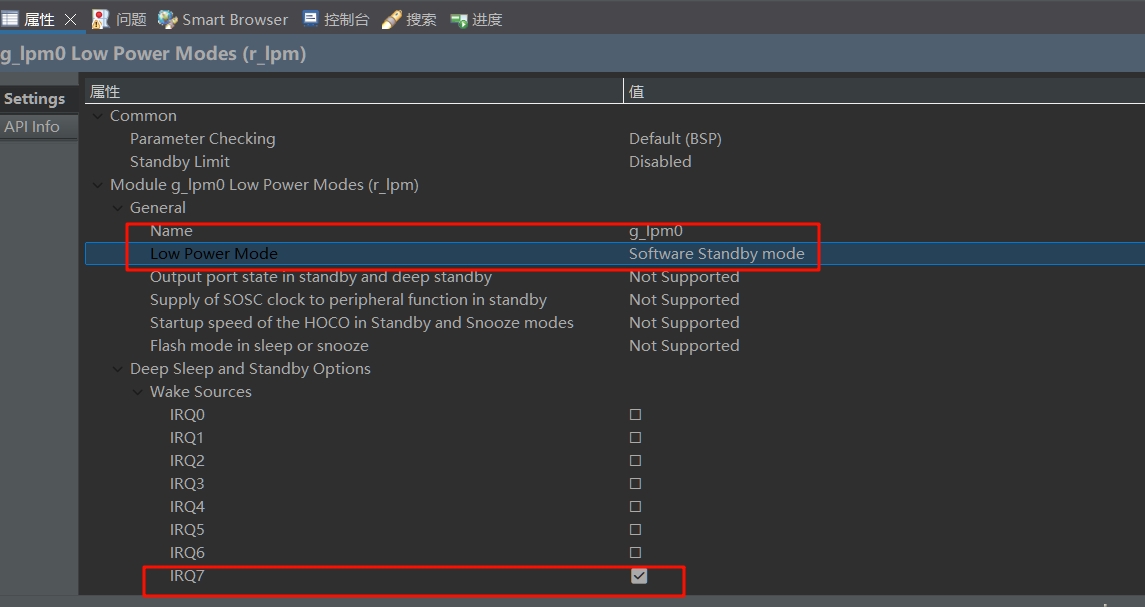 属性 问题 Smart Browser 控制台 搜索 进度
g_lpm0 Low Power Modes (r_lpm)
Settings
API Info
属性 值
Common
Parameter Checking Default (BSP)
Standby Limit Disabled
Module g_lpm0 Low Power Modes (r_lpm)
General
Name g_lpm0
Low Power Mode Software Standby mode
Output port state in standby and deep standby Not Supported
Supply of SOSC clock to peripheral function in standby Not Supported
Startup speed of the HOCO in Standby and Snooze modes Not Supported
Flash mode in sleep or snooze Not Supported
Deep Sleep and Standby Options
Wake Sources
IRQ0
IRQ1
IRQ2
IRQ3
IRQ4
IRQ5
IRQ6
IRQ7